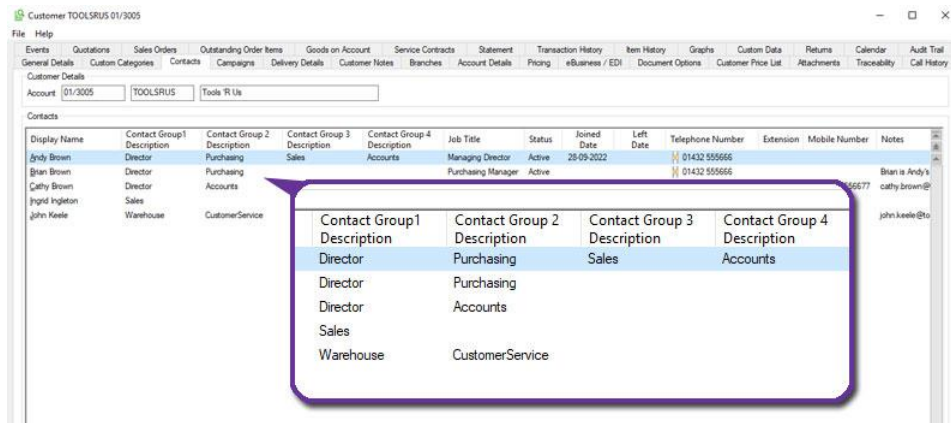 Customer TOOLSRUS 01/3005
File Help
Events Quotations Sales Orders Outstanding Order Items Goods on Account Service Contracts Statement Transaction History Item History Graphs Custom Data Returns Calendar Audit Trail
General Details Custom Categories Contacts Campaigns Delivery Details Customer Notes Branches Account Details Pricing eBusiness / EDI Document Options Customer Price List Attachments Traceability Call History
Customer Details
Account 01/3005 TOOLSRUS Tools 'R Us
Contacts
Display Name Contact Group1 Description Contact Group 2 Description Contact Group 3 Description Contact Group 4 Description Job Title Status Joined Date Left Date Telephone Number Extension Mobile Number Notes
Andy Brown Director Purchasing Sales Accounts Managing Director Active 28-09-2022 01432 555666
Brian Brown Director Purchasing Purchasing Manager Active 01432 555666 Brian is Andy's
Cathy Brown Director Accounts 556677 cathy.brown@
Ingrid Ingleton Sales
John Keele Warehouse CustomerService john.keele@to
Contact Group1 Contact Group 2 Contact Group 3 Contact Group 4
Description Description Description Description
Director Purchasing Sales Accounts
Director Purchasing
Director Accounts
Sales
Warehouse CustomerService